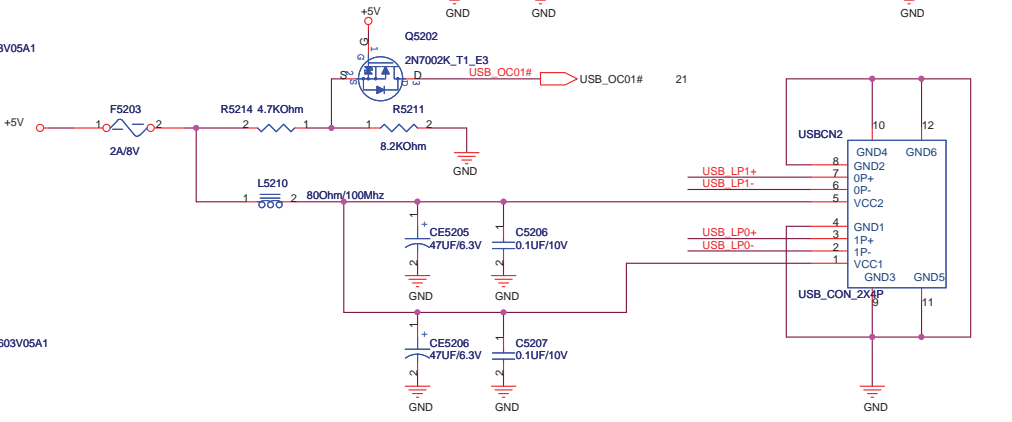 +5V
GND
GND
GND
Q5202
G
1
G
3V05A1
2N7002K_T1_E3
S
2
S
D
3
D
USB_OC01#
USB_OC01#
21
F5203
R5214 4.7KOhm
R5211
+5V
1
2
2
1
1
2
2A/8V
8.2KOhm
GND
10
12
USBCN2
GND4
GND6
8
GND2
USB_LP1+
7
0P+
USB_LP1-
6
0P-
5
VCC2
L5210
1
2
80Ohm/100Mhz
1
+
CE5205
47UF/6.3V
2
GND
1
C5206
0.1UF/10V
2
GND
4
GND1
USB_LP0+
3
1P+
USB_LP0-
2
1P-
1
VCC1
GND3
GND5
USB_CON_2X4P
9
11
603V05A1
1
+
CE5206
47UF/6.3V
2
GND
1
C5207
0.1UF/10V
2
GND
GND